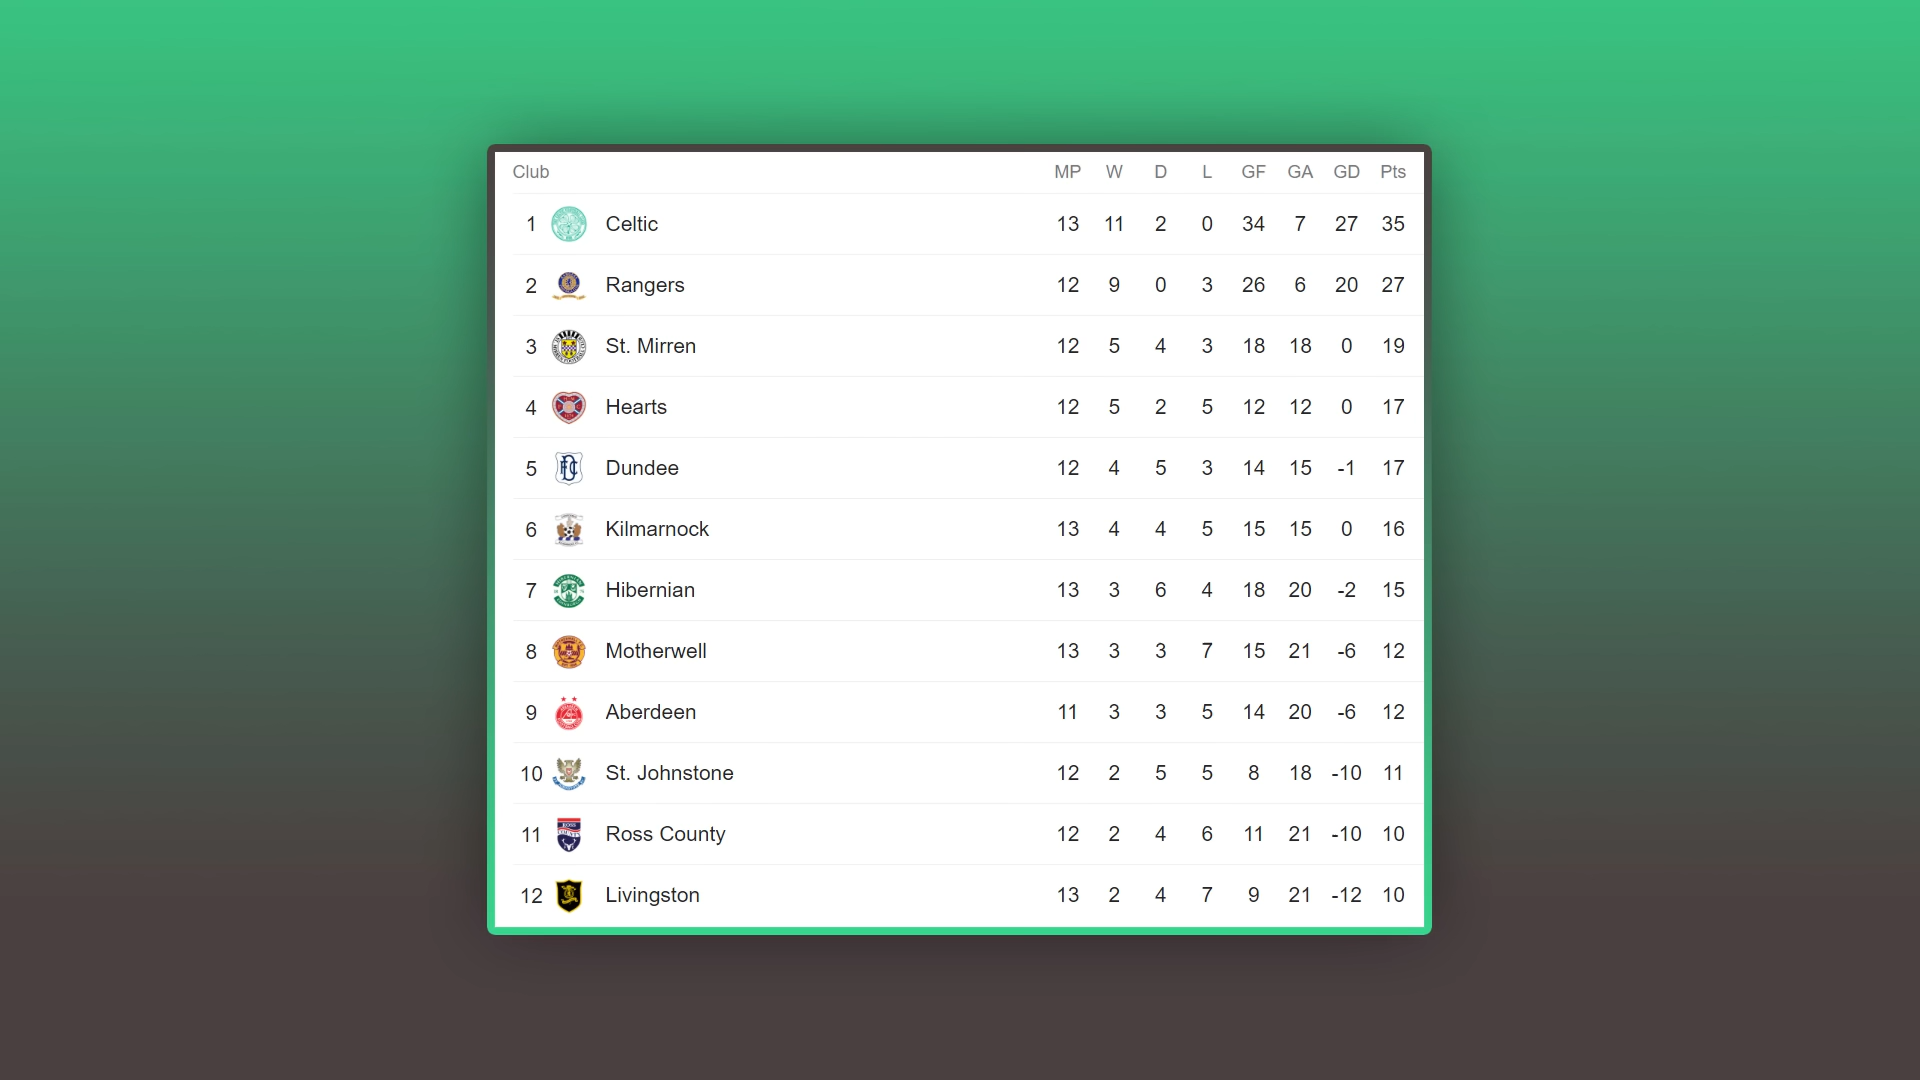 Club MP W D L GF GA GD Pts
1 Celtic 13 11 2 0 34 7 27 35
2 Rangers 12 9 0 3 26 6 20 27
3 St. Mirren 12 5 4 3 18 18 0 19
4 Hearts 12 5 2 5 12 12 0 17
5 Dundee 12 4 5 3 14 15 -1 17
6 Kilmarnock 13 4 4 5 15 15 0 16
7 Hibernian 13 3 6 4 18 20 -2 15
8 Motherwell 13 3 3 7 15 21 -6 12
9 Aberdeen 11 3 3 5 14 20 -6 12
10 St. Johnstone 12 2 5 5 8 18 -10 11
11 Ross County 12 2 4 6 11 21 -10 10
12 Livingston 13 2 4 7 9 21 -12 10